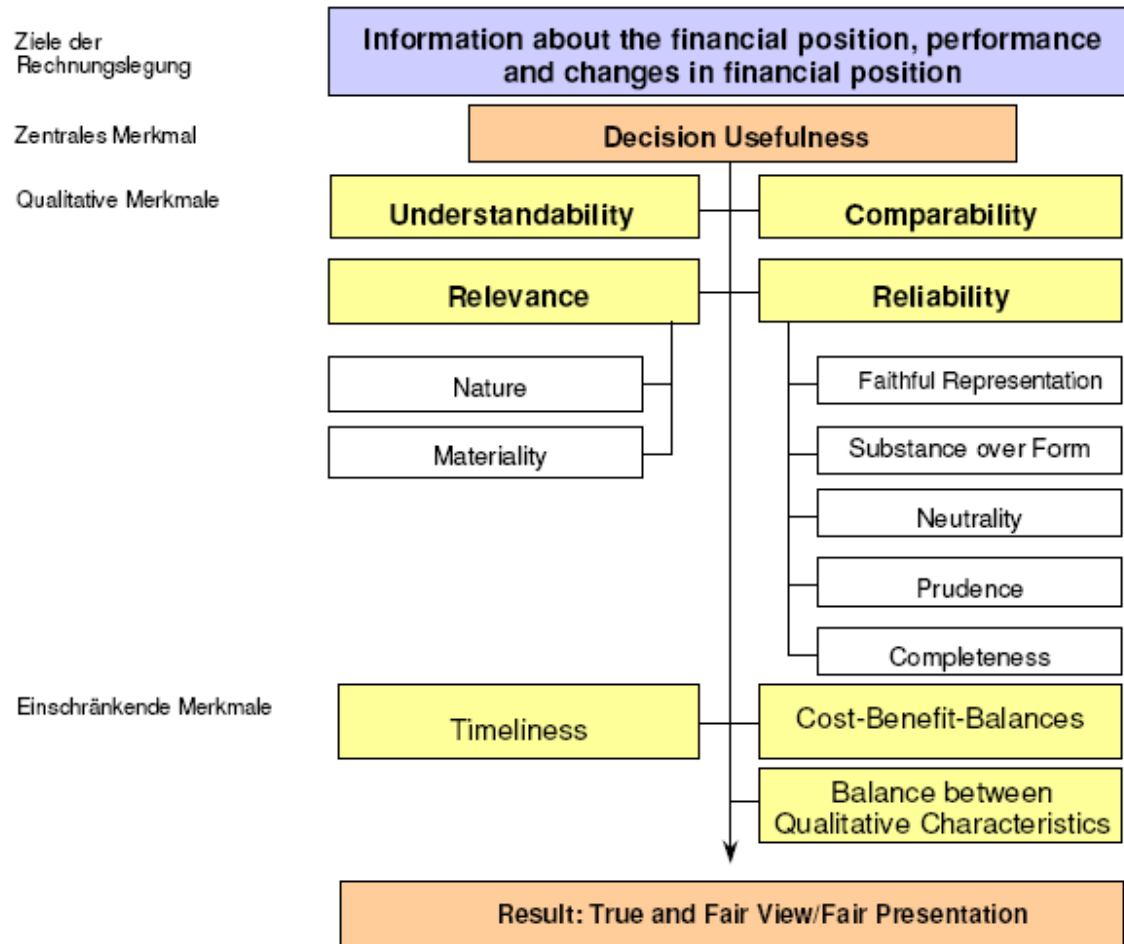 Ziele der
Rechnungslegung
Information about the financial position, performance
and changes in financial position
Zentrales Merkmal
Decision Usefulness
Qualitative Merkmale
Understandability
Comparability
Relevance
Reliability
Nature
Faithful Representation
Materiality
Substance over Form
Neutrality
Prudence
Completeness
Einschränkende Merkmale
Timeliness
Cost-Benefit-Balances
Balance between
Qualitative Characteristics
Result: True and Fair View/Fair Presentation